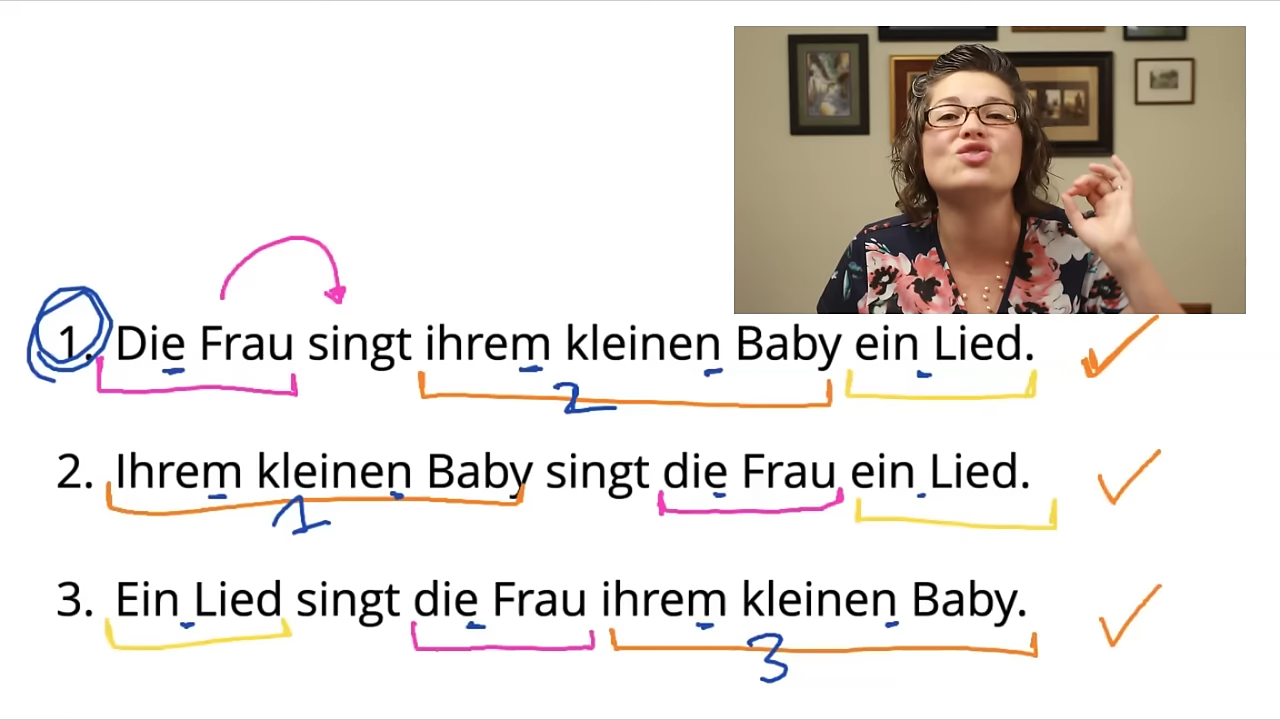 1. Die Frau singt ihrem kleinen Baby ein Lied.
2
2. Ihrem kleinen Baby singt die Frau ein Lied.
1
3. Ein Lied singt die Frau ihrem kleinen Baby.
3